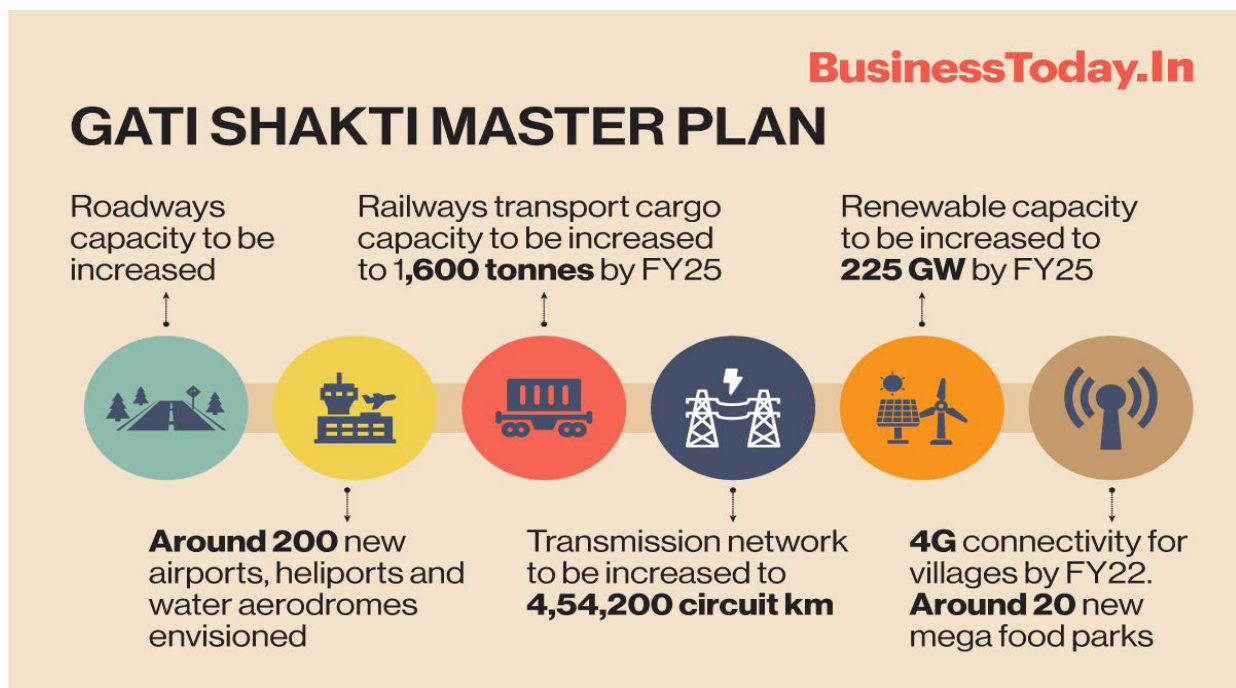 BusinessToday.In
GATI SHAKTI MASTER PLAN
Roadways
capacity to be
increased
Railways transport cargo
capacity to be increased
to 1,600 tonnes by FY25
Renewable capacity
to be increased to
225 GW by FY25
Around 200 new
airports, heliports and
water aerodromes
envisioned
Transmission network
to be increased to
4,54,200 circuit km
4G connectivity for
villages by FY22.
Around 20 new
mega food parks